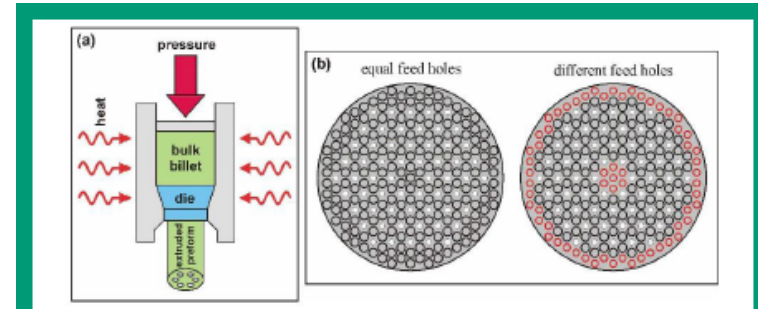 (a)
pressure
heat
bulk
billet
die
extruded
preform
(b)
equal feed holes
different feed holes